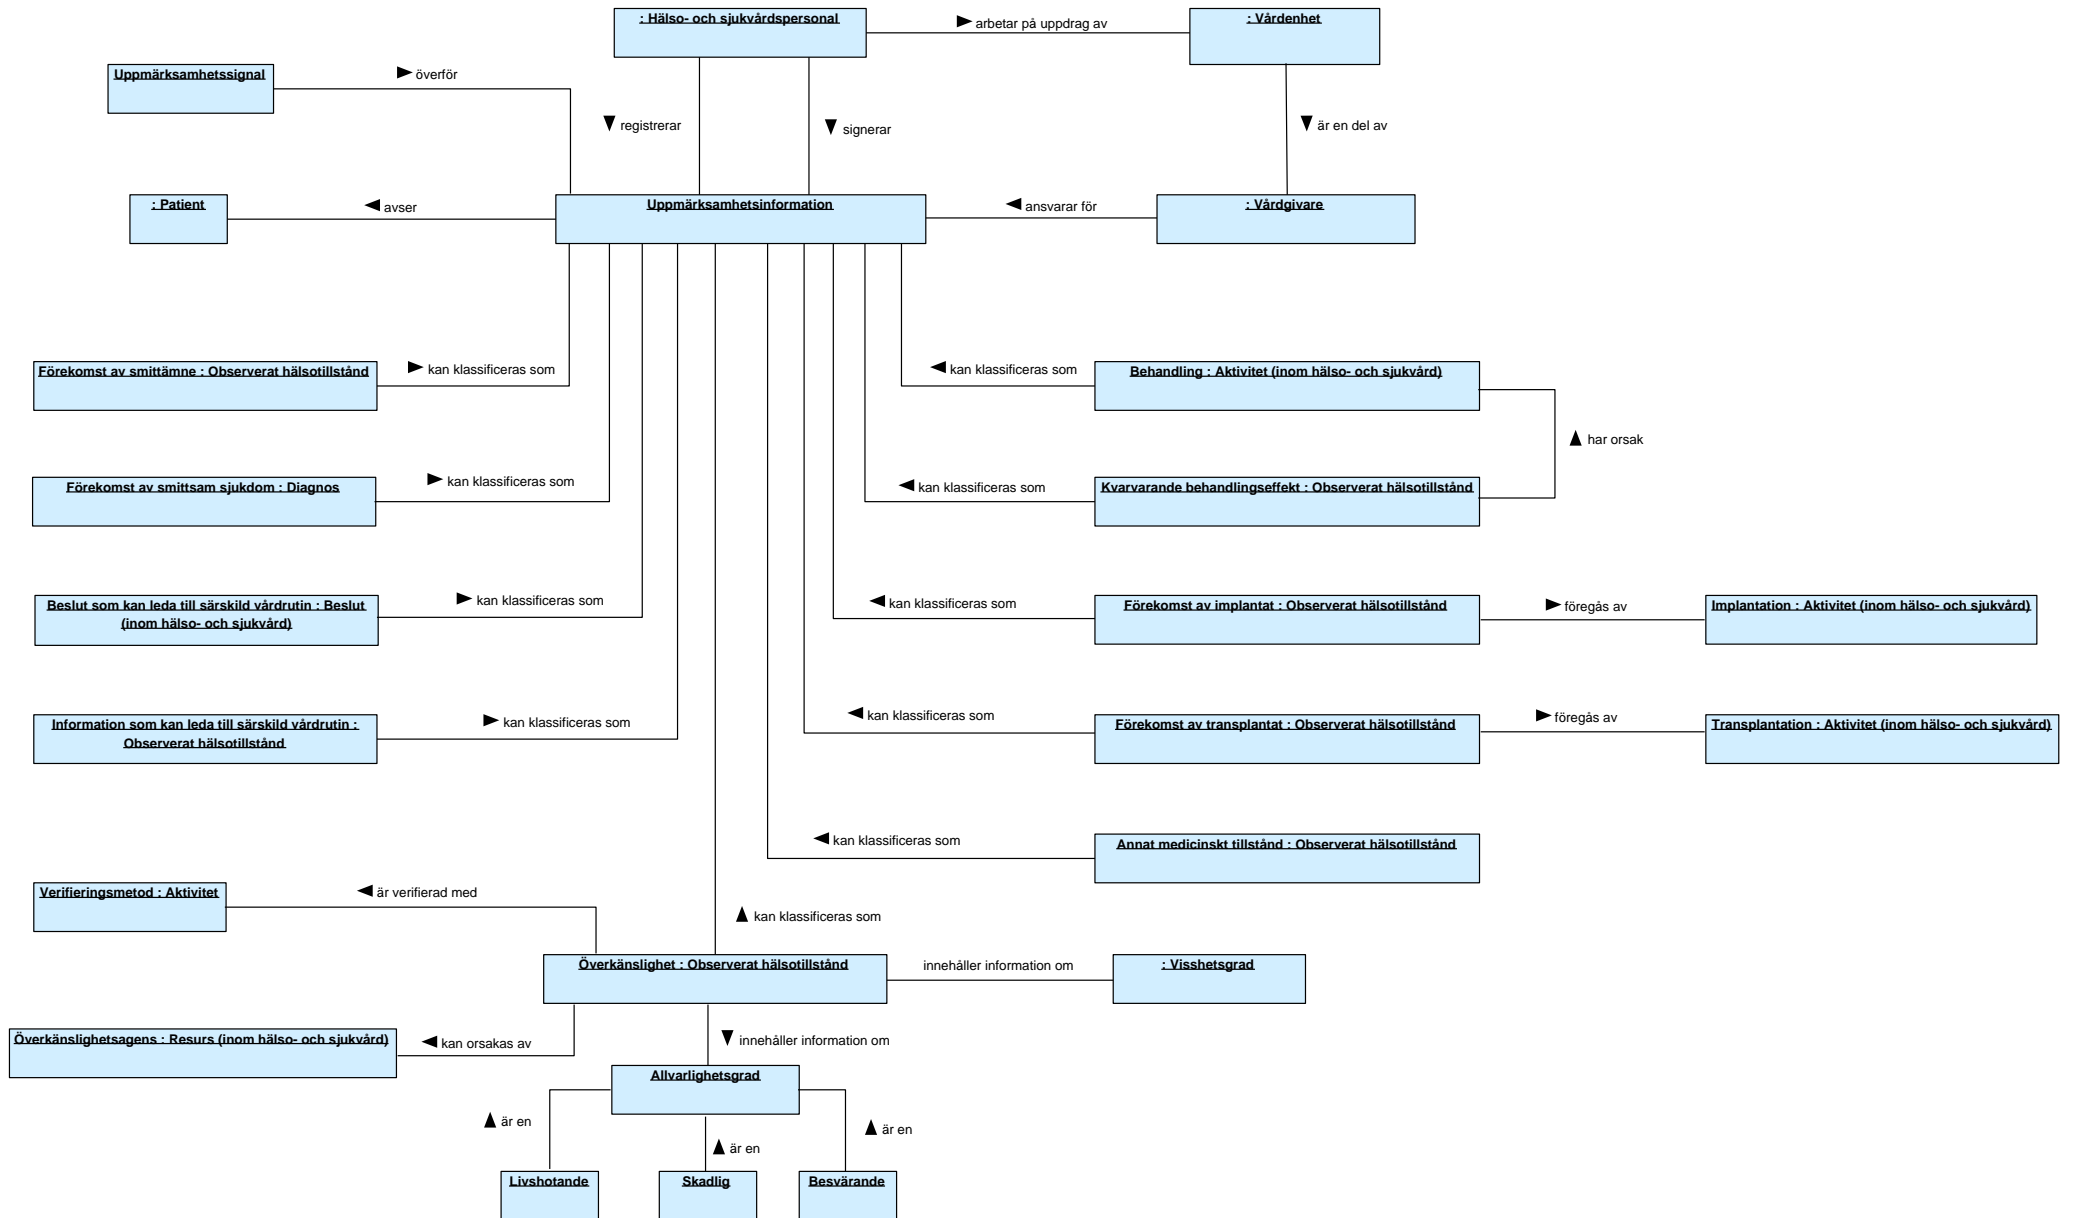 : Hälso- och sjukvårdspersonal
arbetar på uppdrag av
: Vårdenhet
Uppmärksamhetssignal
överför
registrerar
signerar
är en del av
: Patient
avser
Uppmärksamhetsinformation
ansvarar för
: Vårdgivare
Förekomst av smittämne : Observerat hälsotillstånd
kan klassificeras som
kan klassificeras som
Behandling : Aktivitet (inom hälso- och sjukvård)
har orsak
Förekomst av smittsam sjukdom : Diagnos
kan klassificeras som
kan klassificeras som
Kvarvarande behandlingseffekt : Observerat hälsotillstånd
Beslut som kan leda till särskild vårdrutin : Beslut
(inom hälso- och sjukvård)
kan klassificeras som
kan klassificeras som
Förekomst av implantat : Observerat hälsotillstånd
föregås av
Implantation : Aktivitet (inom hälso- och sjukvård)
Information som kan leda till särskild vårdrutin :
Observerat hälsotillstånd
kan klassificeras som
kan klassificeras som
Förekomst av transplantat : Observerat hälsotillstånd
föregås av
Transplantation : Aktivitet (inom hälso- och sjukvård)
kan klassificeras som
Annat medicinskt tillstånd : Observerat hälsotillstånd
Verifieringsmetod : Aktivitet
är verifierad med
kan klassificeras som
Överkänslighet : Observerat hälsotillstånd
innehåller information om
: Visshetsgrad
Överkänslighetsagens : Resurs (inom hälso- och sjukvård)
kan orsakas av
innehåller information om
Allvarlighetsgrad
är en
är en
är en
Livshotande
Skadlig
Besvärande